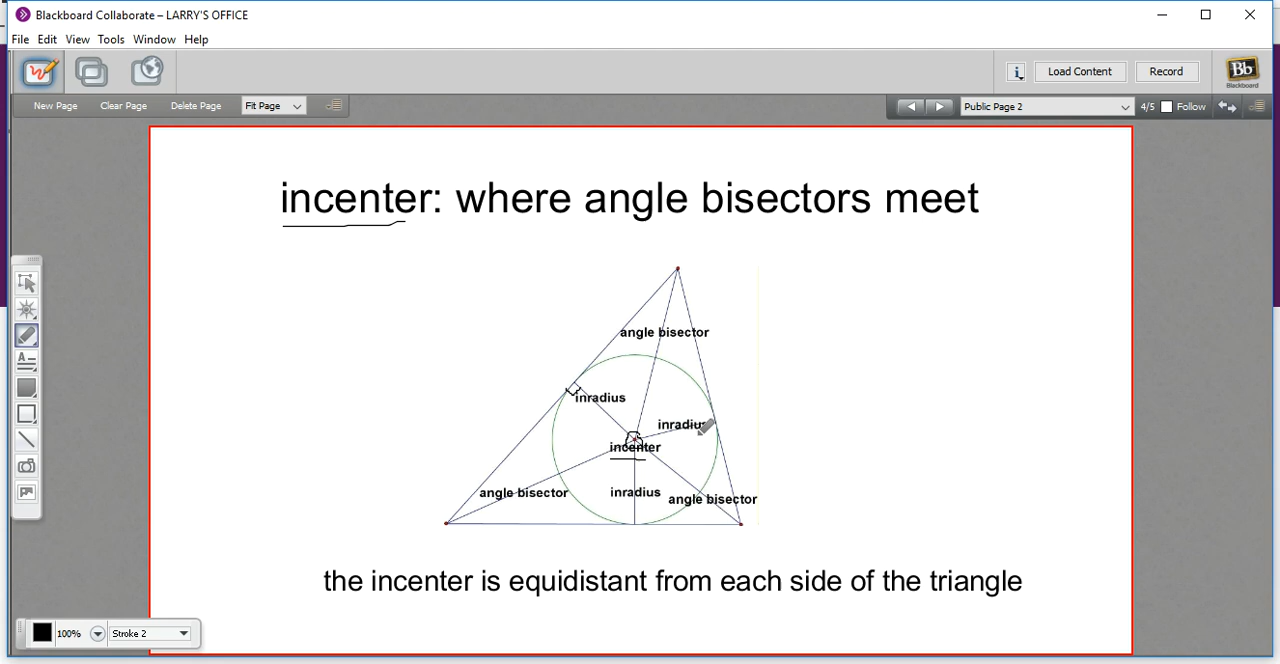 Blackboard Collaborate – LARRY'S OFFICE
File Edit View Tools Window Help
Load Content Record Bb
Blackboard
New Page Clear Page Delete Page Fit Page Public Page 2 4/5 Follow
incenter: where angle bisectors meet
angle bisector
inradius
inradius
incenter
angle bisector inradius angle bisector
the incenter is equidistant from each side of the triangle
100% Stroke 2